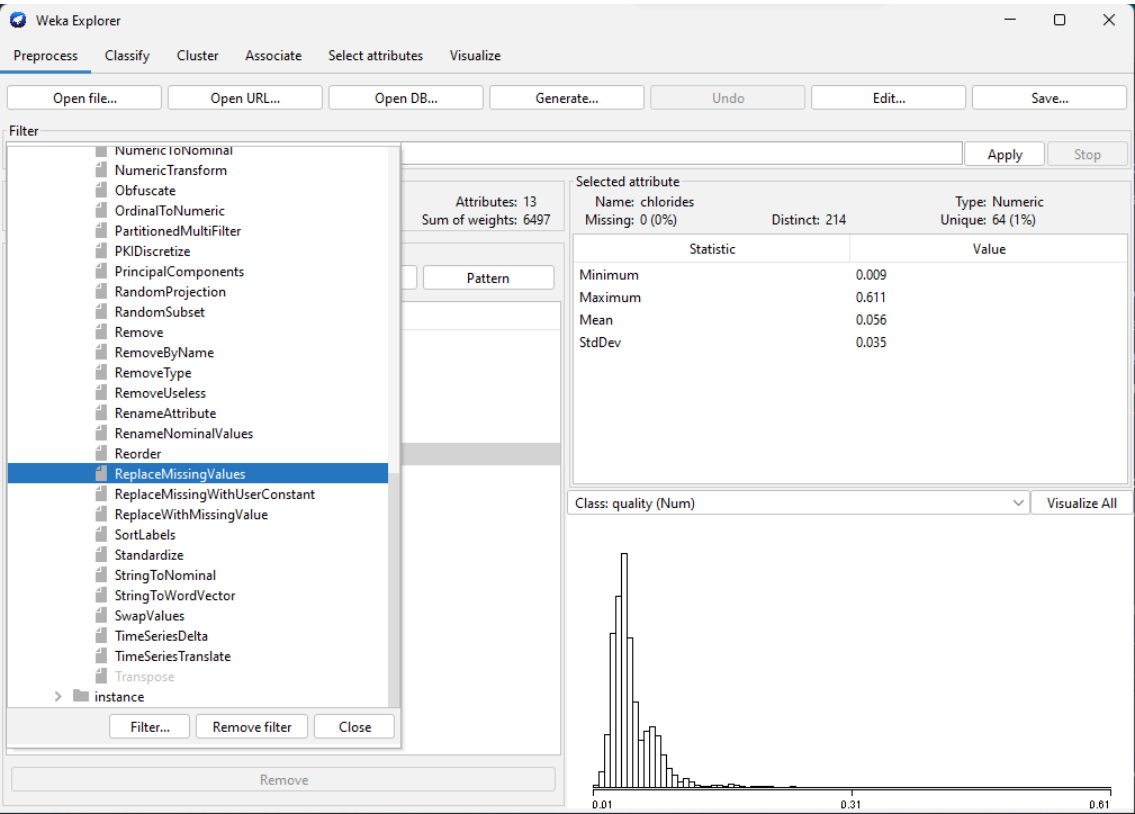 Weka Explorer
Preprocess Classify Cluster Associate Select attributes Visualize
Open file... Open URL... Open DB... Generate... Undo Edit... Save...
Filter
Apply Stop
NumericToNominal
NumericTransform
Obfuscate
OrdinalToNumeric
PartitionedMultiFilter
PKIDiscretize
PrincipalComponents
RandomProjection
RandomSubset
Remove
RemoveByName
RemoveType
RemoveUseless
RenameAttribute
RenameNominalValues
Reorder
ReplaceMissingValues
ReplaceMissingWithUserConstant
ReplaceWithMissingValue
SortLabels
Standardize
StringToNominal
StringToWordVector
SwapValues
TimeSeriesDelta
TimeSeriesTranslate
Transpose
instance
Filter... Remove filter Close
Attributes: 13
Sum of weights: 6497
Pattern
Remove
Selected attribute
Name: chlorides Type: Numeric
Missing: 0 (0%) Distinct: 214 Unique: 64 (1%)
Statistic Value
Minimum 0.009
Maximum 0.611
Mean 0.056
StdDev 0.035
Class: quality (Num) Visualize All
0.01 0.31 0.61